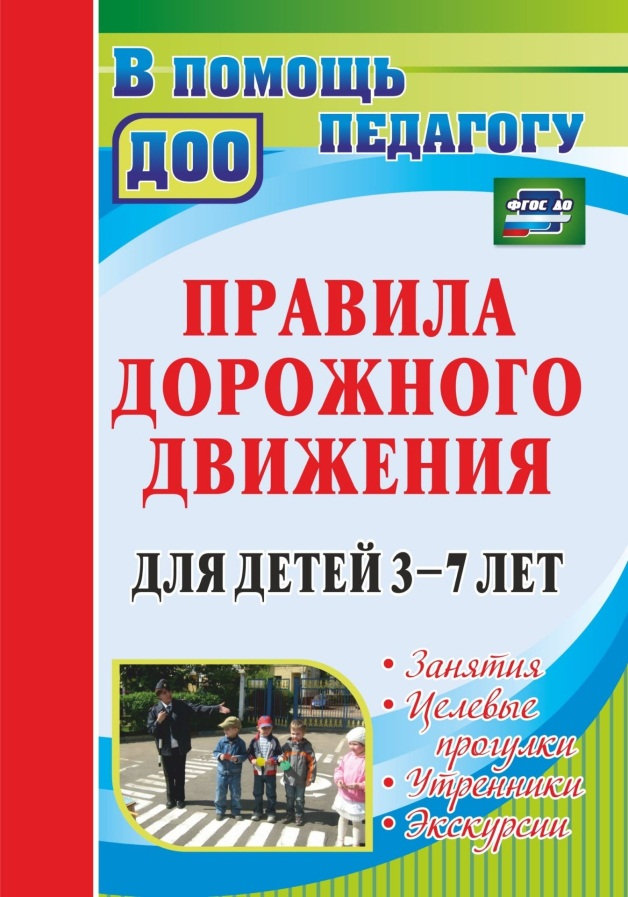 В ПОМОЩЬ
ПЕДАГОГУ
ДОО
ФГОС ДО
ПРАВИЛА
ДОРОЖНОГО
ДВИЖЕНИЯ
ДЛЯ ДЕТЕЙ 3–7 ЛЕТ
• Занятия
• Целевые
прогулки
• Утренники
• Экскурсии